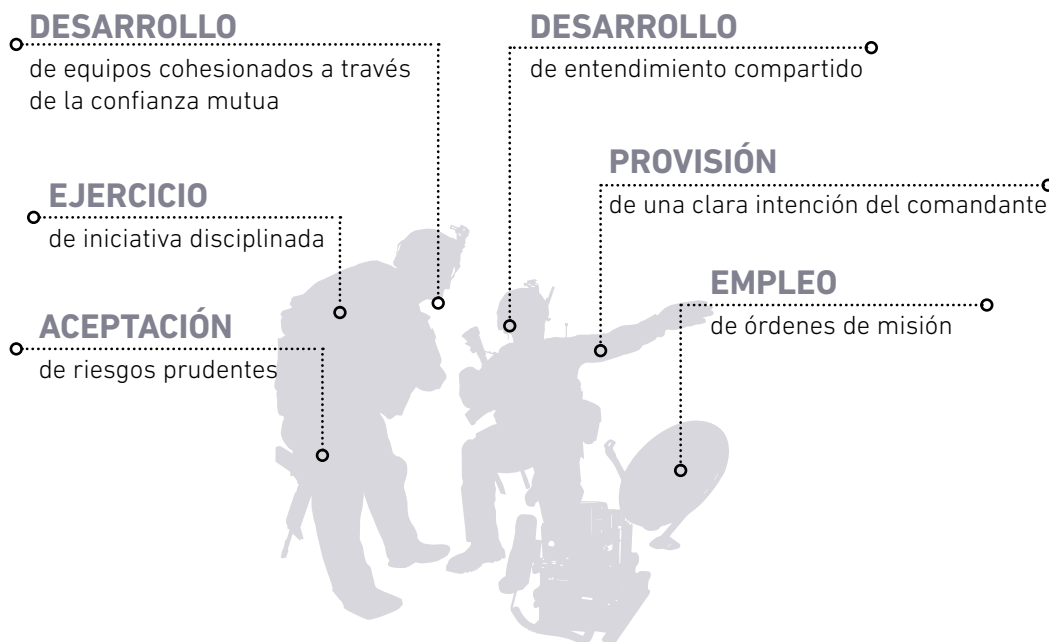 DESARROLLO
de equipos cohesionados a través
de la confianza mutua
EJERCICIO
de iniciativa disciplinada
ACEPTACIÓN
de riesgos prudentes
DESARROLLO
de entendimiento compartido
PROVISIÓN
de una clara intención del comandante
EMPLEO
de órdenes de misión